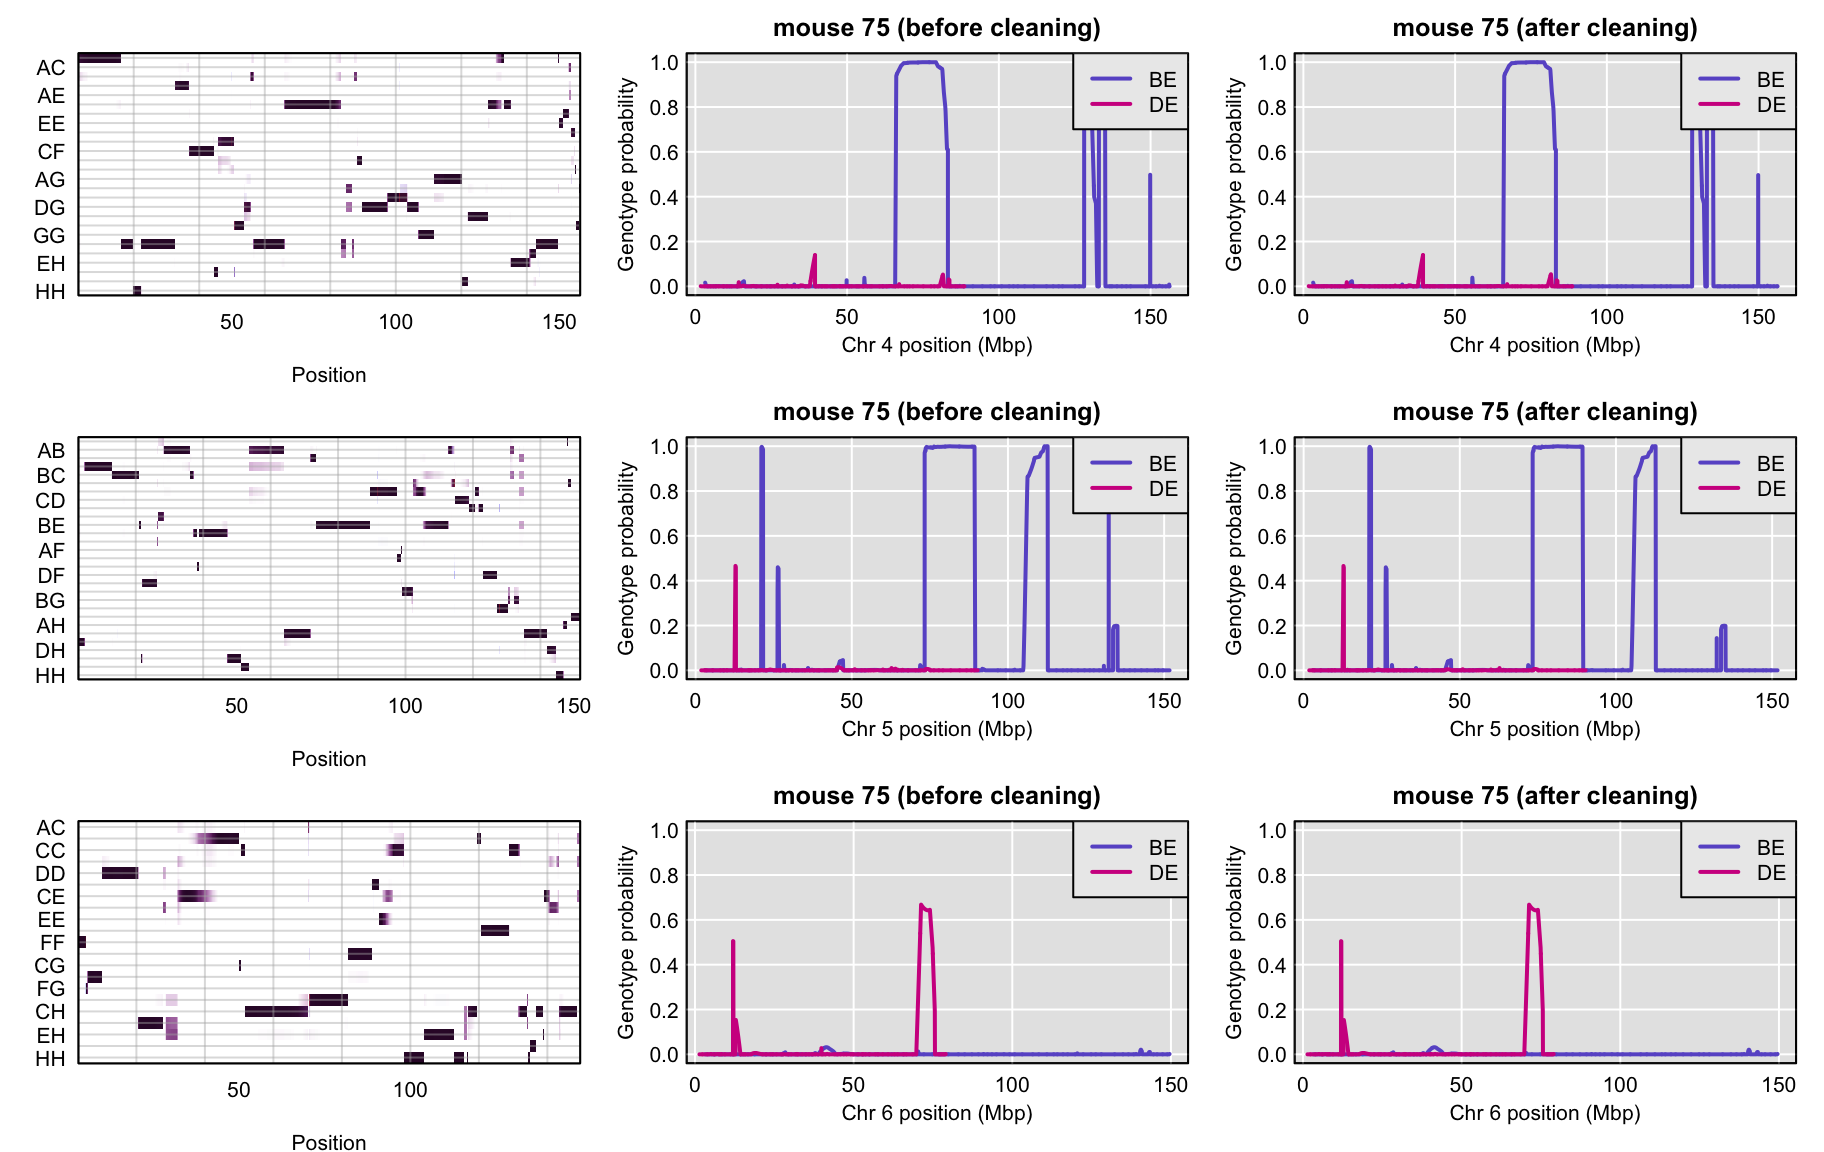 AC
AE
EE
CF
AG
DG
GG
EH
HH
50 100 150
Position
mouse 75 (before cleaning)
Genotype probability
1.0
0.8
0.6
0.4
0.2
0.0
BE
DE
0 50 100 150
Chr 4 position (Mbp)
mouse 75 (after cleaning)
Genotype probability
1.0
0.8
0.6
0.4
0.2
0.0
BE
DE
0 50 100 150
Chr 4 position (Mbp)
AB
BC
CD
BE
AF
DF
BG
AH
DH
HH
50 100 150
Position
mouse 75 (before cleaning)
Genotype probability
1.0
0.8
0.6
0.4
0.2
0.0
BE
DE
0 50 100 150
Chr 5 position (Mbp)
mouse 75 (after cleaning)
Genotype probability
1.0
0.8
0.6
0.4
0.2
0.0
BE
DE
0 50 100 150
Chr 5 position (Mbp)
AC
CC
DD
CE
EE
FF
CG
FG
CH
EH
HH
50 100
Position
mouse 75 (before cleaning)
Genotype probability
1.0
0.8
0.6
0.4
0.2
0.0
BE
DE
0 50 100 150
Chr 6 position (Mbp)
mouse 75 (after cleaning)
Genotype probability
1.0
0.8
0.6
0.4
0.2
0.0
BE
DE
0 50 100 150
Chr 6 position (Mbp)